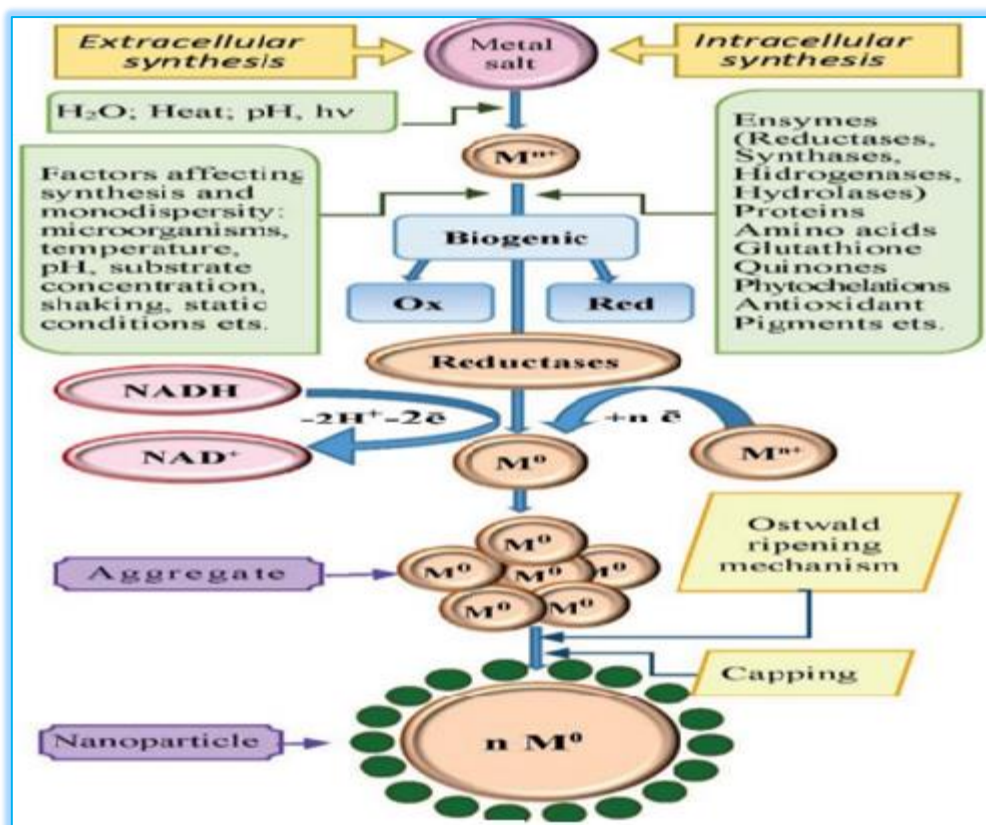 Extracellular
synthesis
Metal
salt
Intracellular
synthesis
H₂O; Heat; pH, hν
Mⁿ⁺
Factors affecting
synthesis and
monodispersity:
microorganisms,
temperature,
pH, substrate
concentration,
shaking, static
conditions ets.
Ensymes
(Reductases,
Synthases,
Hidrogenases,
Hydrolases)
Proteins
Amino acids
Glutathione
Quinones
Phytochelations
Antioxidant
Pigments ets.
Biogenic
Ox
Red
Reductases
NADH
-2H⁺-2ē
+n ē
NAD⁺
M⁰
Mⁿ⁺
Ostwald
ripening
mechanism
M⁰
Aggregate
M⁰
M⁰
M⁰
M⁰
M⁰
Capping
Nanoparticle
n M⁰